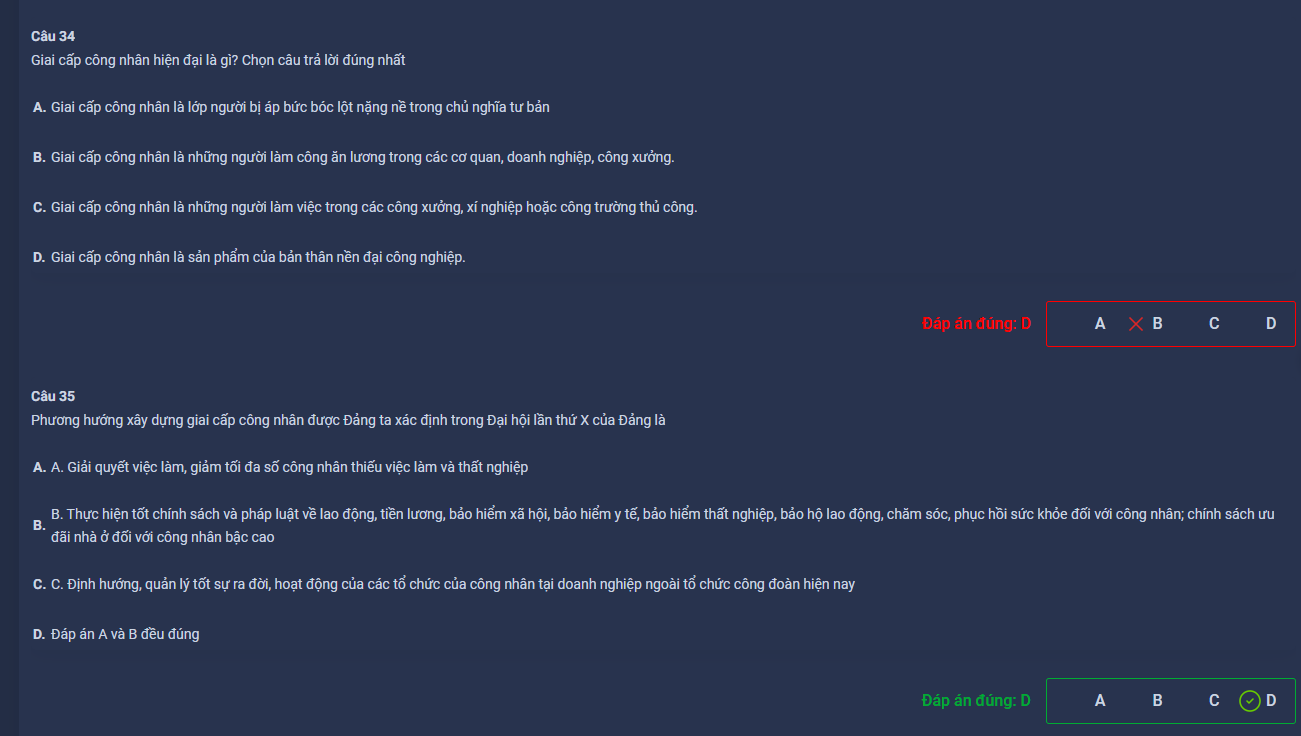 Câu 34
Giai cấp công nhân hiện đại là gì? Chọn câu trả lời đúng nhất
A. Giai cấp công nhân là lớp người bị áp bức bóc lột nặng nề trong chủ nghĩa tư bản
B. Giai cấp công nhân là những người làm công ăn lương trong các cơ quan, doanh nghiệp, công xưởng.
C. Giai cấp công nhân là những người làm việc trong các công xưởng, xí nghiệp hoặc công trường thủ công.
D. Giai cấp công nhân là sản phẩm của bản thân nền đại công nghiệp.
Đáp án đúng: D A B C D
Câu 35
Phương hướng xây dựng giai cấp công nhân được Đảng ta xác định trong Đại hội lần thứ X của Đảng là
A. A. Giải quyết việc làm, giảm tối đa số công nhân thiếu việc làm và thất nghiệp
B. B. Thực hiện tốt chính sách và pháp luật về lao động, tiền lương, bảo hiểm xã hội, bảo hiểm y tế, bảo hiểm thất nghiệp, bảo hộ lao động, chăm sóc, phục hồi sức khỏe đối với công nhân; chính sách ưu
đãi nhà ở đối với công nhân bậc cao
C. C. Định hướng, quản lý tốt sự ra đời, hoạt động của các tổ chức của công nhân tại doanh nghiệp ngoài tổ chức công đoàn hiện nay
D. Đáp án A và B đều đúng
Đáp án đúng: D A B C D